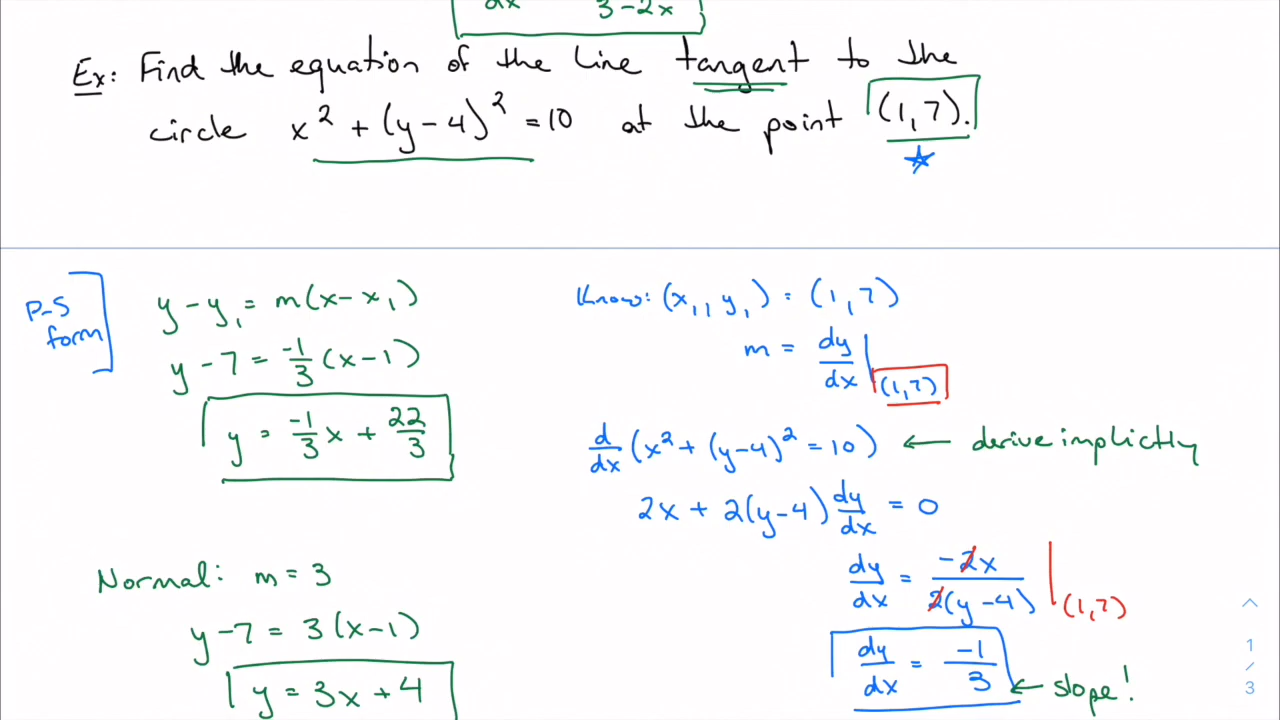 dx 3-2x
Ex: Find the equation of the line tangent to the
circle x² + (y-4)² = 10 at the point (1,7).
P-S
form
y - y₁ = m(x-x₁)
y - 7 = -1/3 (x-1)
y = -1/3 x + 22/3
Normal: m = 3
y-7 = 3(x-1)
y = 3x + 4
Know: (x₁, y₁) = (1,7)
m = dy/dx |(1,7)
d/dx (x² + (y-4)² = 10) ← derive implictly
2x + 2(y-4) dy/dx = 0
dy/dx = -2x / 2(y-4) |(1,7)
dy/dx = -1/3 ← slope!
1
/
3